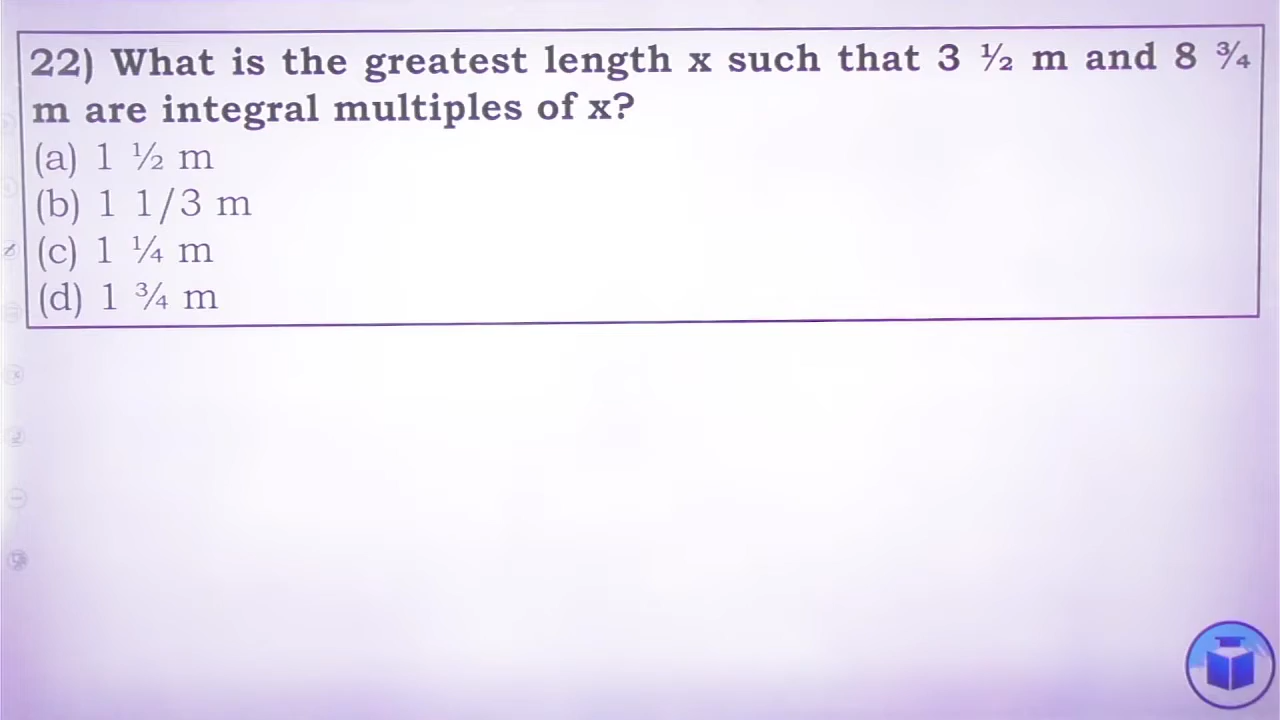 22) What is the greatest length x such that 3 ½ m and 8 ¾
m are integral multiples of x?
(a) 1 ½ m
(b) 1 1/3 m
(c) 1 ¼ m
(d) 1 ¾ m